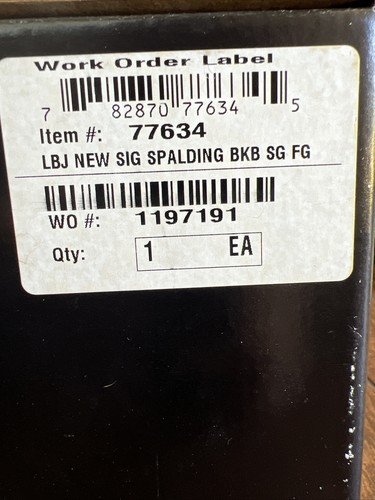 Work Order Label
7 82870 77634 5
Item #: 77634
LBJ NEW SIG SPALDING BKB SG FG
WO #: 1197191
Qty: 1 EA